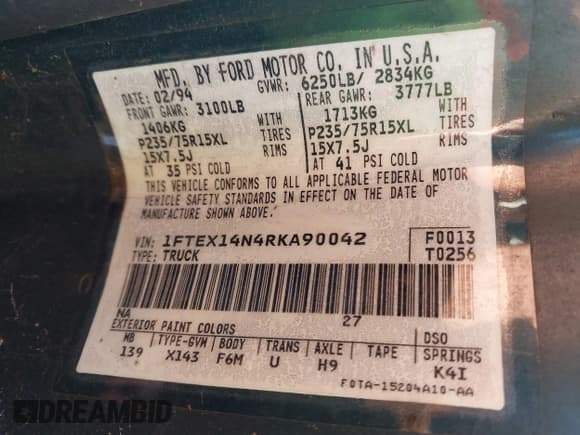 MFD. BY FORD MOTOR CO. IN U.S.A.
DATE: 02/94 GVWR: 6250LB/ 2834KG
FRONT GAWR: 3100LB REAR GAWR: 3777LB
1406KG WITH 1713KG WITH
P235/75R15XL TIRES P235/75R15XL TIRES
15X7.5J RIMS 15X7.5J RIMS
AT 35 PSI COLD AT 41 PSI COLD
THIS VEHICLE CONFORMS TO ALL APPLICABLE FEDERAL MOTOR
VEHICLE SAFETY STANDARDS IN EFFECT ON THE DATE OF
MANUFACTURE SHOWN ABOVE.
VIN: 1FTEX14N4RKA90042 F0013
TYPE: TRUCK T0256
NA 27
EXTERIOR PAINT COLORS DSO
WB TYPE-GVM BODY TRANS AXLE TAPE SPRINGS
139 X143 F6M U H9 K4I
F0TA-15204A10-AA
DREAMBID